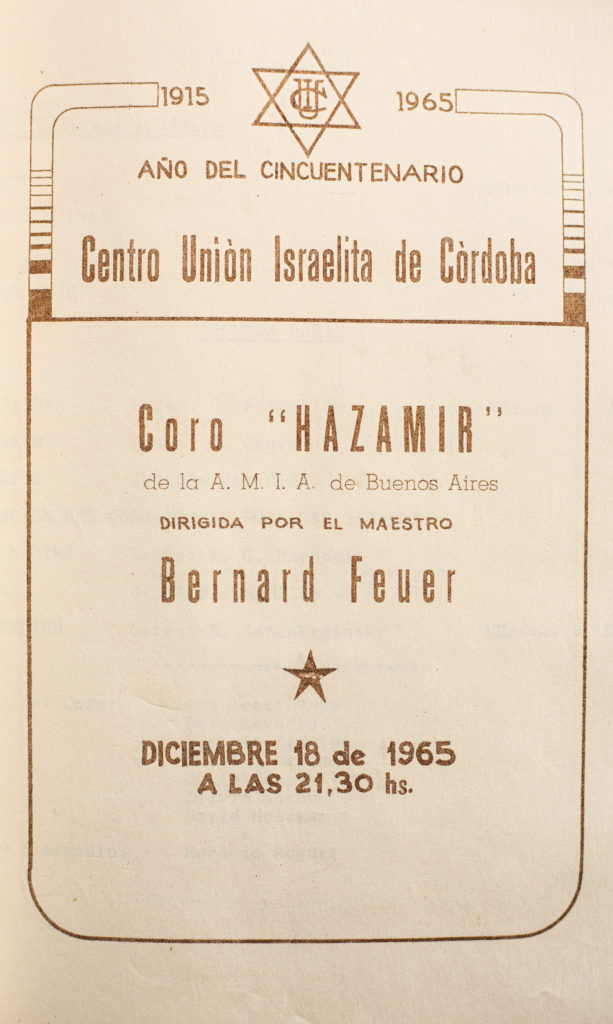 1915 CUI 1965
AÑO DEL CINCUENTENARIO
Centro Uniòn Israelita de Còrdoba
Coro "HAZAMIR"
de la A. M. I. A. de Buenos Aires
DIRIGIDA POR EL MAESTRO
Bernard Feuer
DICIEMBRE 18 de 1965
A LAS 21,30 hs.